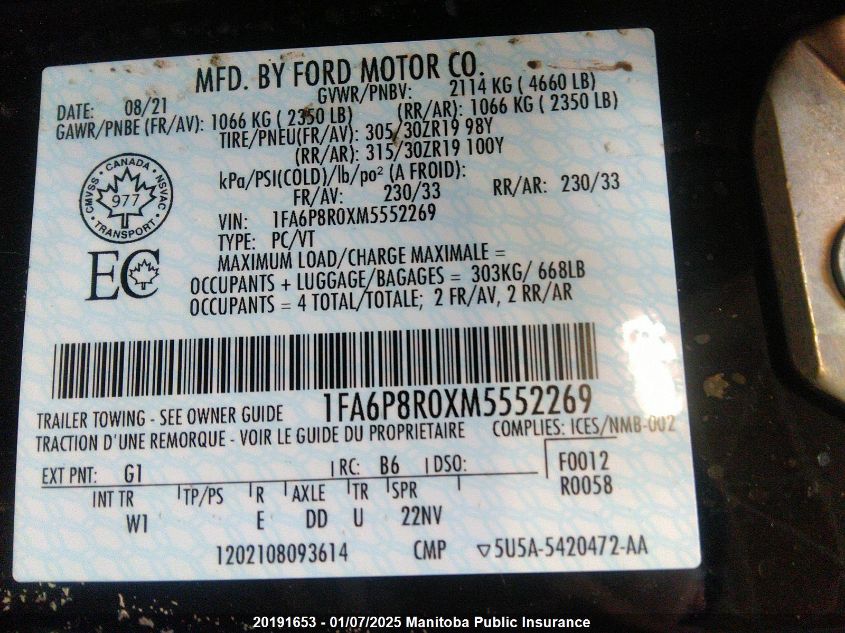 MFD. BY FORD MOTOR CO.
DATE: 08/21 GVWR/PNBV: 2114 KG ( 4660 LB)
GAWR/PNBE (FR/AV): 1066 KG ( 2350 LB) (RR/AR): 1066 KG ( 2350 LB)
TIRE/PNEU(FR/AV): 305/30ZR19 98Y
(RR/AR): 315/30ZR19 100Y
kPa/PSI(COLD)/lb/po² (A FROID):
FR/AV: 230/33 RR/AR: 230/33
CANADA
CMVSS NSVAC
977
TRANSPORT
VIN: 1FA6P8R0XM5552269
TYPE: PC/VT
EC
MAXIMUM LOAD/CHARGE MAXIMALE =
OCCUPANTS + LUGGAGE/BAGAGES = 303KG/ 668LB
OCCUPANTS = 4 TOTAL/TOTALE; 2 FR/AV, 2 RR/AR
1FA6P8R0XM5552269
TRAILER TOWING - SEE OWNER GUIDE
TRACTION D'UNE REMORQUE - VOIR LE GUIDE DU PROPRIETAIRE COMPLIES: ICES/NMB-002
EXT PNT: G1 RC: B6 DSO: F0012
INT TR TP/PS R AXLE TR SPR R0058
W1 E DD U 22NV
1202108093614 CMP ▽5U5A-5420472-AA
20191653 - 01/07/2025 Manitoba Public Insurance